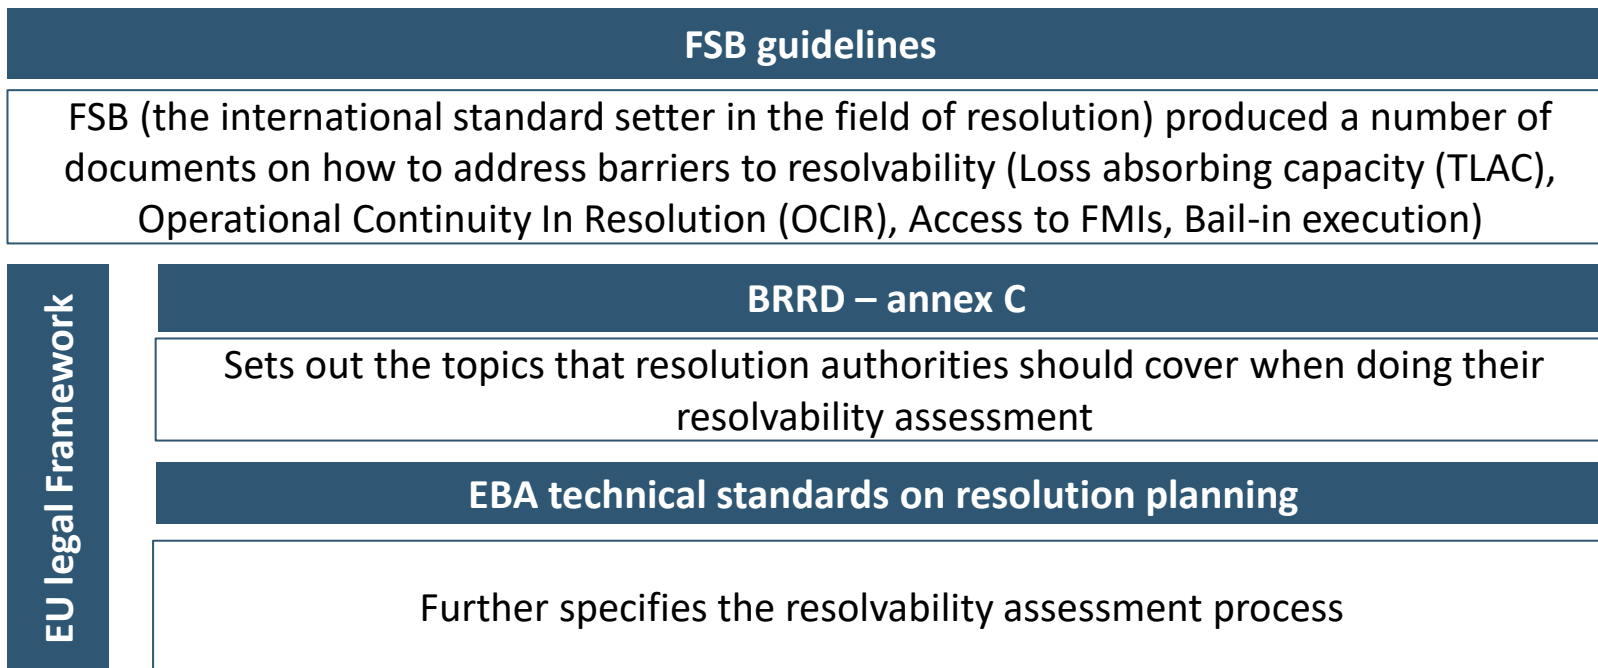 FSB guidelines
FSB (the international standard setter in the field of resolution) produced a number of
documents on how to address barriers to resolvability (Loss absorbing capacity (TLAC),
Operational Continuity In Resolution (OCIR), Access to FMIs, Bail-in execution)
EU legal Framework
BRRD – annex C
Sets out the topics that resolution authorities should cover when doing their
resolvability assessment
EBA technical standards on resolution planning
Further specifies the resolvability assessment process